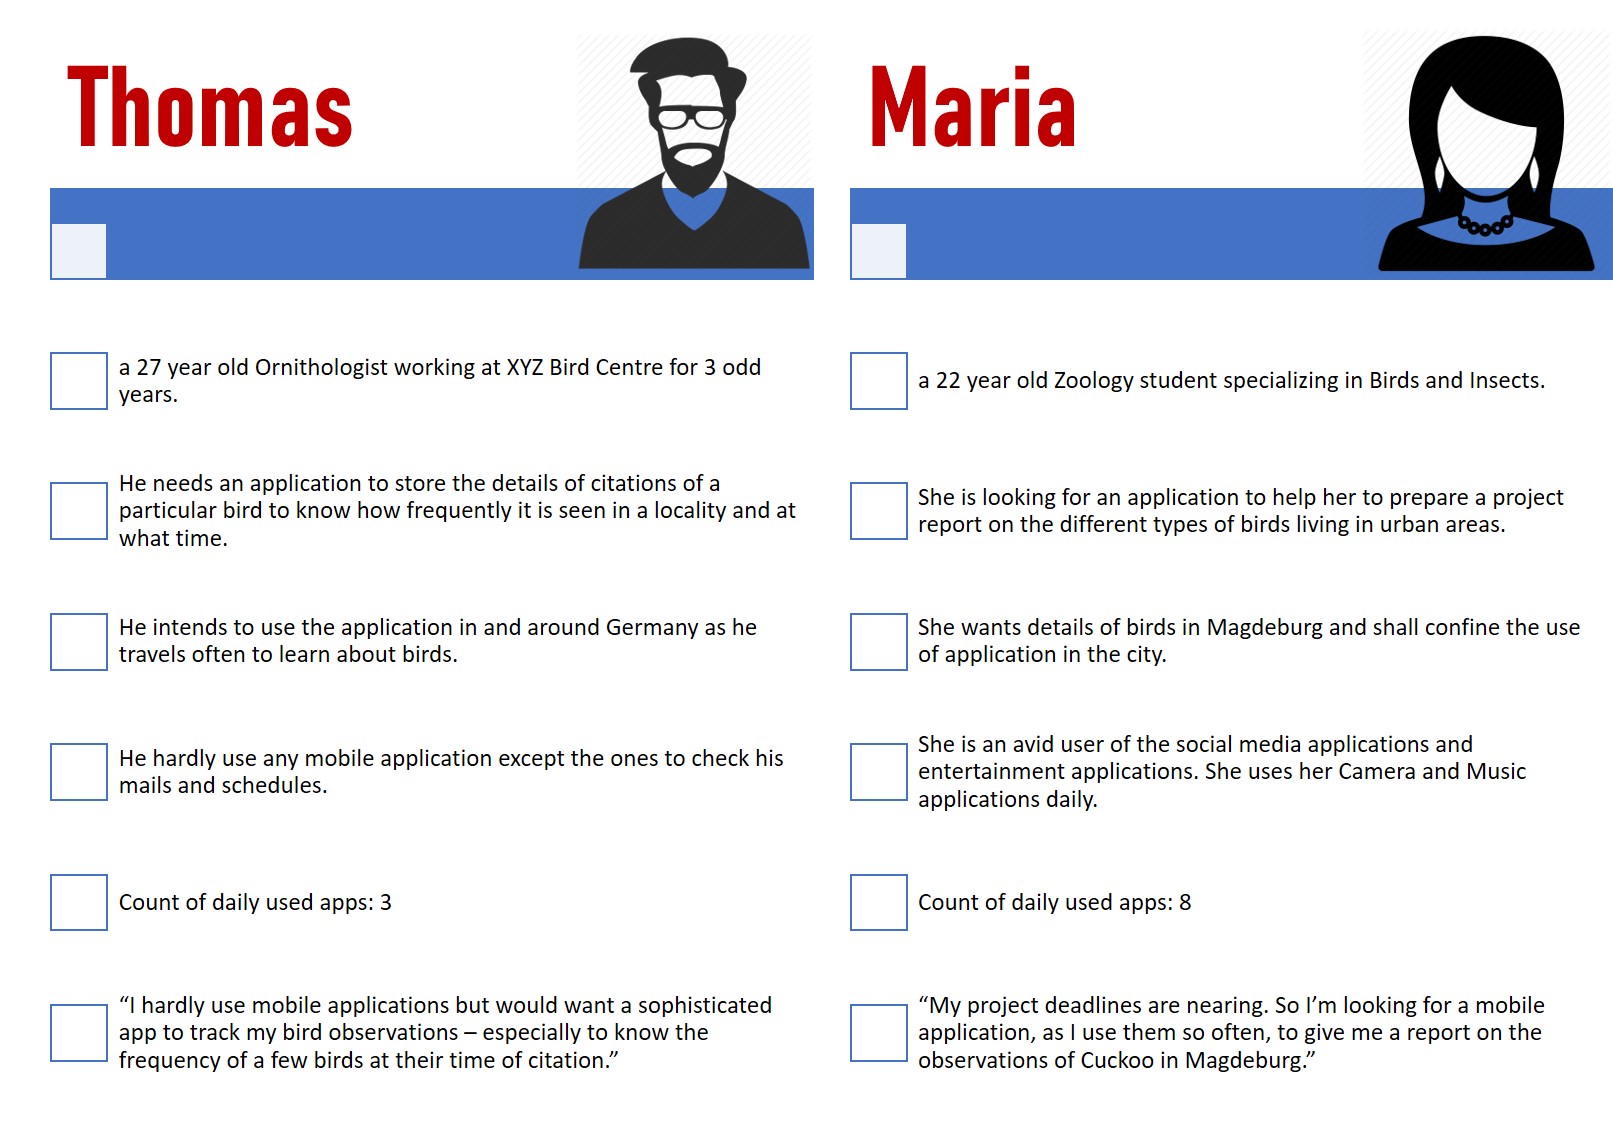 Thomas
a 27 year old Ornithologist working at XYZ Bird Centre for 3 odd
years.
He needs an application to store the details of citations of a
particular bird to know how frequently it is seen in a locality and at
what time.
He intends to use the application in and around Germany as he
travels often to learn about birds.
He hardly use any mobile application except the ones to check his
mails and schedules.
Count of daily used apps: 3
“I hardly use mobile applications but would want a sophisticated
app to track my bird observations – especially to know the
frequency of a few birds at their time of citation.”
Maria
a 22 year old Zoology student specializing in Birds and Insects.
She is looking for an application to help her to prepare a project
report on the different types of birds living in urban areas.
She wants details of birds in Magdeburg and shall confine the use
of application in the city.
She is an avid user of the social media applications and
entertainment applications. She uses her Camera and Music
applications daily.
Count of daily used apps: 8
“My project deadlines are nearing. So I’m looking for a mobile
application, as I use them so often, to give me a report on the
observations of Cuckoo in Magdeburg.”